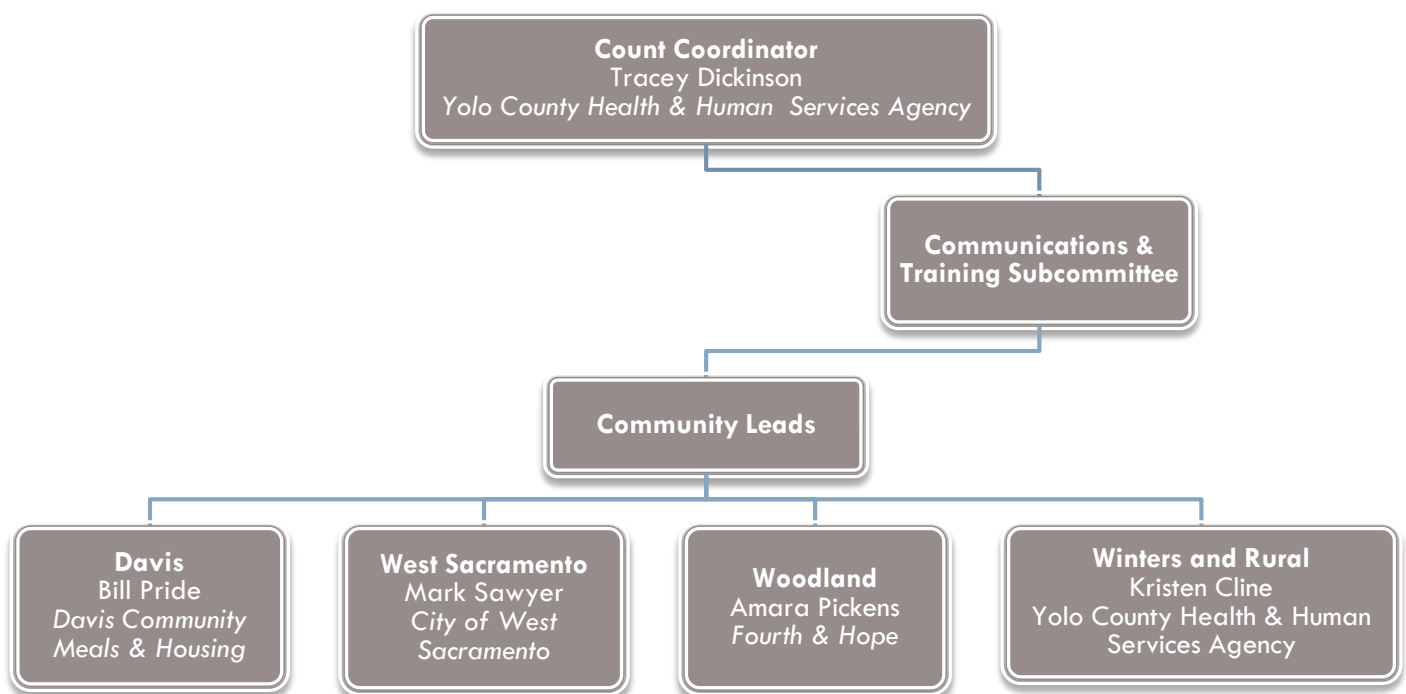 Count Coordinator
Tracey Dickinson
Yolo County Health & Human Services Agency
Communications &
Training Subcommittee
Community Leads
Davis
Bill Pride
Davis Community
Meals & Housing
West Sacramento
Mark Sawyer
City of West
Sacramento
Woodland
Amara Pickens
Fourth & Hope
Winters and Rural
Kristen Cline
Yolo County Health & Human
Services Agency